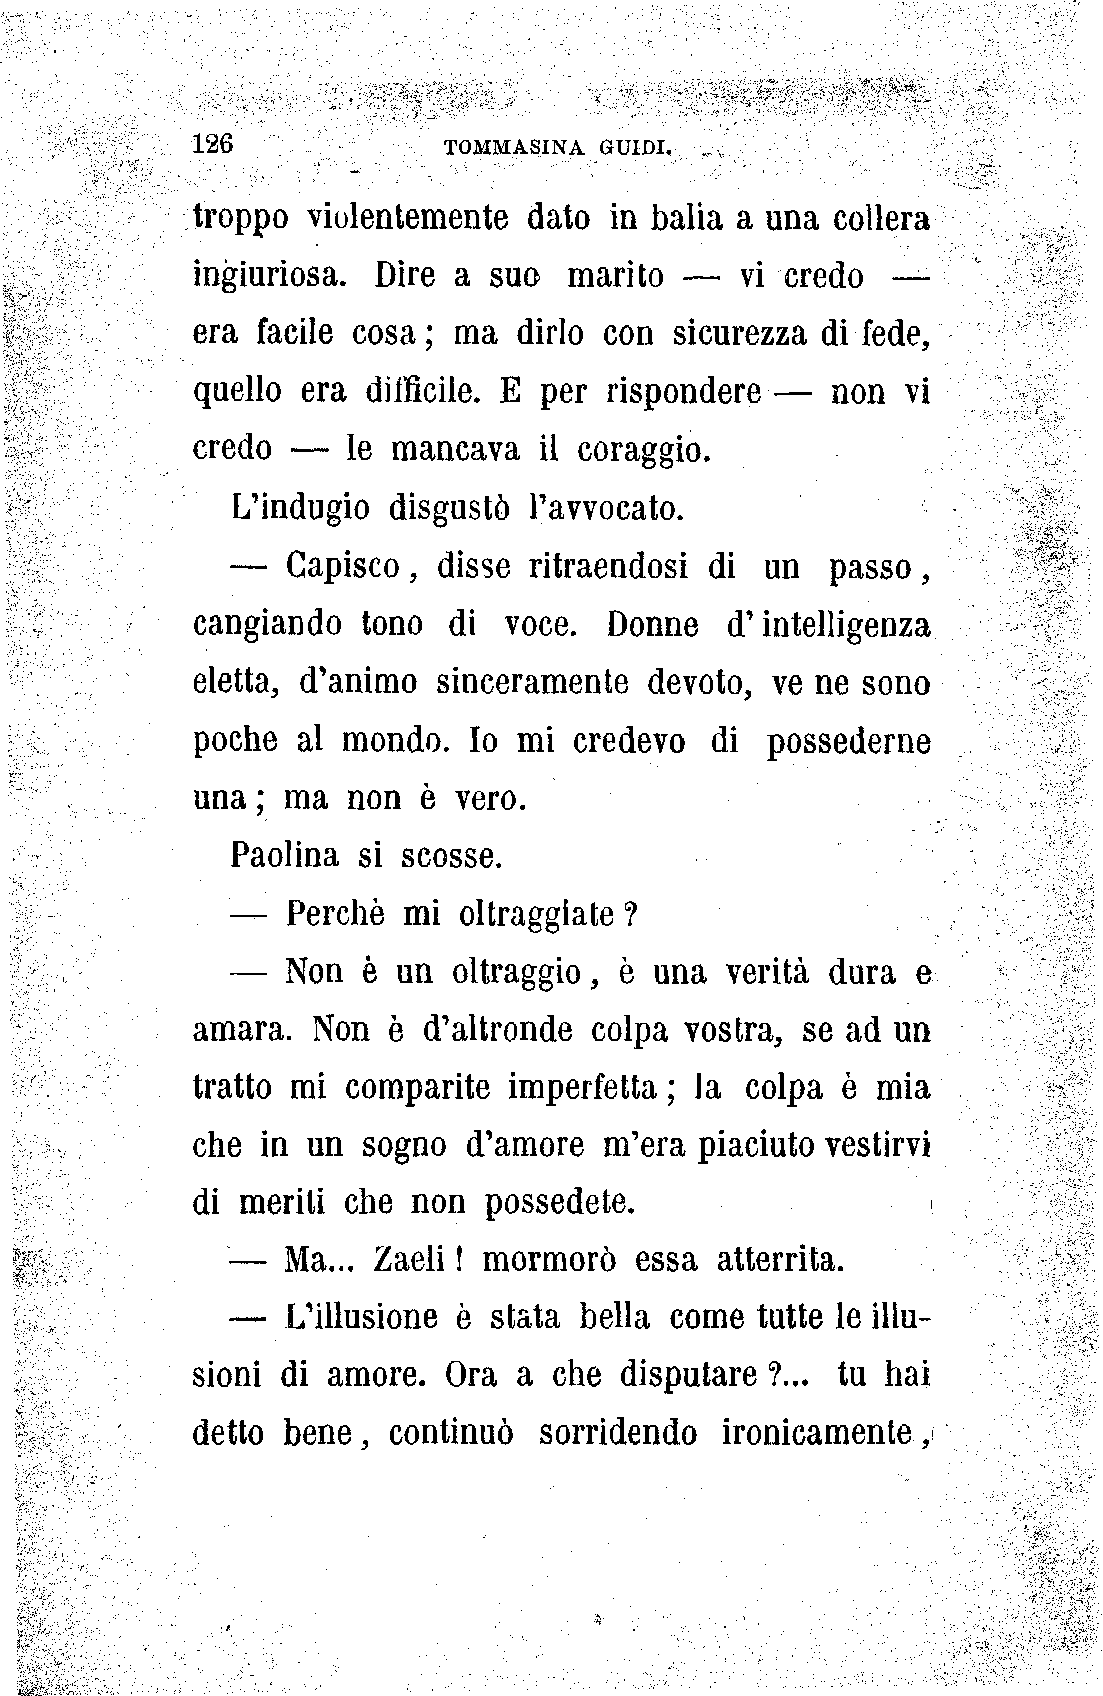 126 TOMMASINA GUIDI.
troppo violentemente dato in balia a una collera
ingiuriosa. Dire a suo marito — vi credo —
era facile cosa; ma dirlo con sicurezza di fede,
quello era difficile. E per rispondere — non vi
credo — le mancava il coraggio.
L'indugio disgustò l'avvocato.
— Capisco, disse ritraendosi di un passo,
cangiando tono di voce. Donne d'intelligenza
eletta, d'animo sinceramente devoto, ve ne sono
poche al mondo. Io mi credevo di possederne
una; ma non è vero.
Paolina si scosse.
— Perchè mi oltraggiate?
— Non è un oltraggio, è una verità dura e
amara. Non è d'altronde colpa vostra, se ad un
tratto mi comparite imperfetta; la colpa è mia
che in un sogno d'amore m'era piaciuto vestirvi
di meriti che non possedete.
— Ma... Zaeli! mormorò essa atterrita.
— L'illusione è stata bella come tutte le illu-
sioni di amore. Ora a che disputare?... tu hai
detto bene, continuò sorridendo ironicamente,